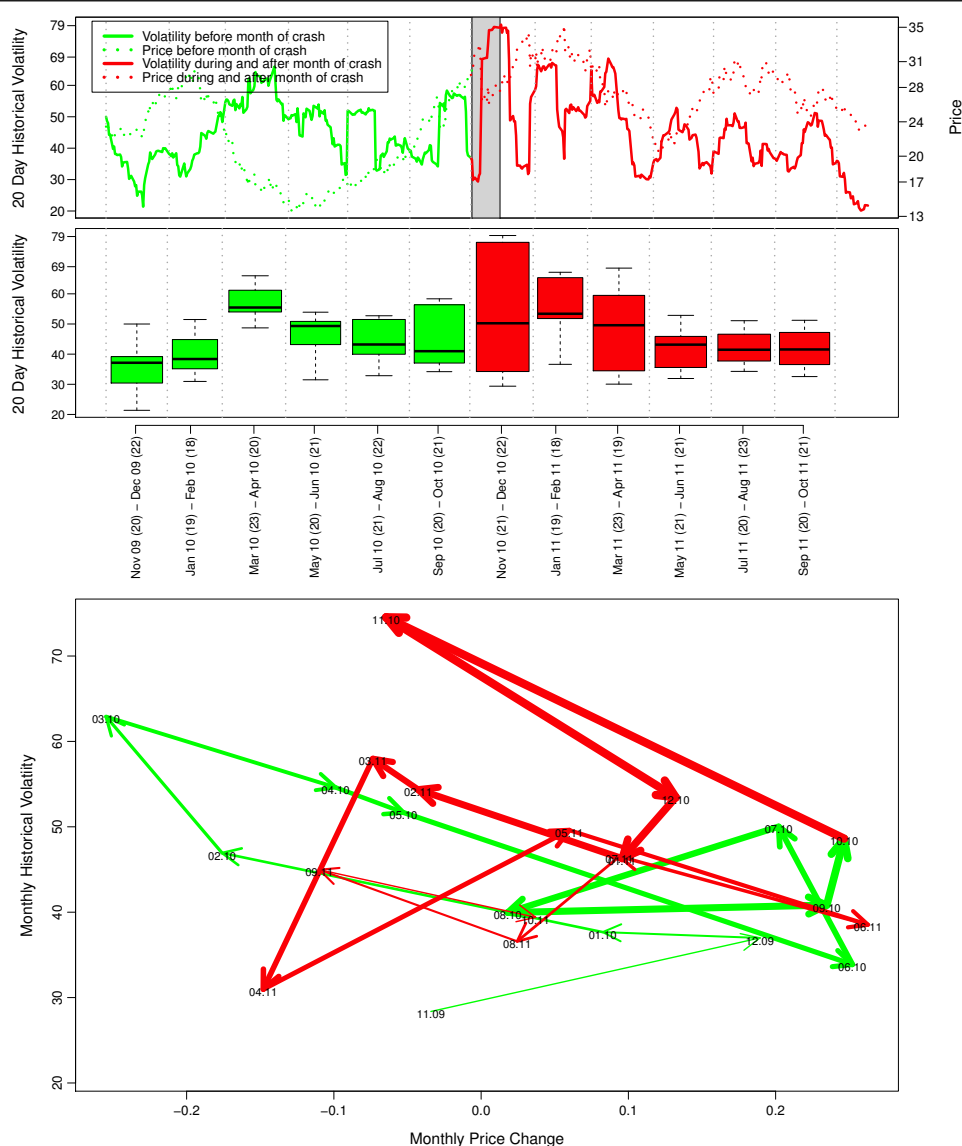 20 Day Historical Volatility
79
69
60
50
40
30
20
Volatility before month of crash
Price before month of crash
Volatility during and after month of crash
Price during and after month of crash
35
31
28
24
20
17
13
Price
20 Day Historical Volatility
79
69
60
50
40
30
20
Nov 09 (20) − Dec 09 (22)
Jan 10 (19) − Feb 10 (18)
Mar 10 (23) − Apr 10 (20)
May 10 (20) − Jun 10 (21)
Jul 10 (21) − Aug 10 (22)
Sep 10 (20) − Oct 10 (21)
Nov 10 (21) − Dec 10 (22)
Jan 11 (19) − Feb 11 (18)
Mar 11 (23) − Apr 11 (19)
May 11 (21) − Jun 11 (21)
Jul 11 (20) − Aug 11 (23)
Sep 11 (20) − Oct 11 (21)
Monthly Historical Volatility
70
60
50
40
30
20
11.10
03.10
03.11
04.10
02.11
12.10
05.10
07.10
05.11
10.10
02.10
01.11
09.11
08.10
10.11
09.10
06.11
01.10
08.11
12.09
06.10
04.11
11.09
−0.2
−0.1
0.0
0.1
0.2
Monthly Price Change